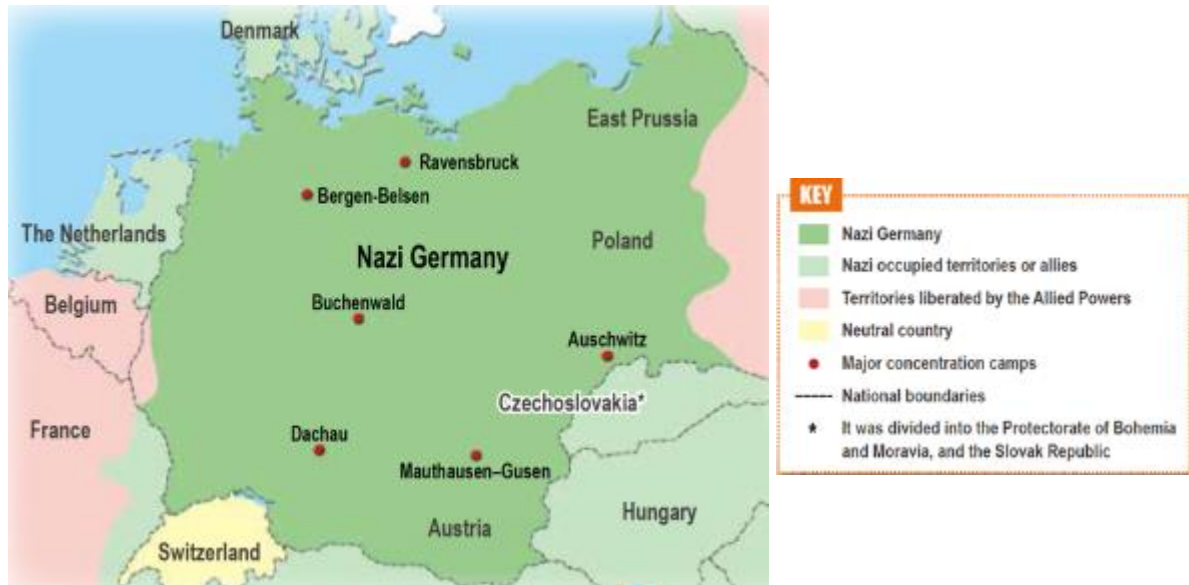 Denmark
East Prussia
Ravensbruck
Bergen-Belsen
The Netherlands
Poland
Nazi Germany
Belgium
Buchenwald
Auschwitz
Czechoslovakia*
France
Dachau
Mauthausen–Gusen
Hungary
Austria
Switzerland
KEY
Nazi Germany
Nazi occupied territories or allies
Territories liberated by the Allied Powers
Neutral country
Major concentration camps
National boundaries
* It was divided into the Protectorate of Bohemia
and Moravia, and the Slovak Republic